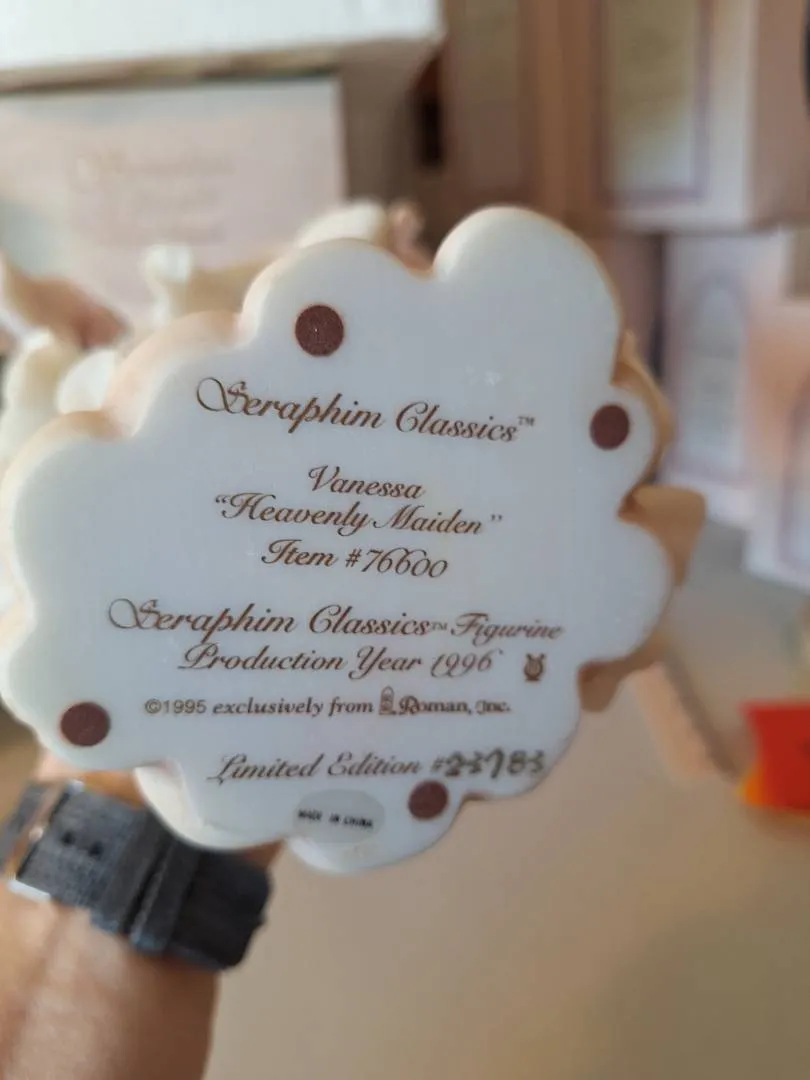 Seraphim Classics™
Vanessa
“Heavenly Maiden”
Item #76600
Seraphim Classics™ Figurine
Production Year 1996
©1995 exclusively from Roman, Inc.
Limited Edition #23783
MADE IN CHINA